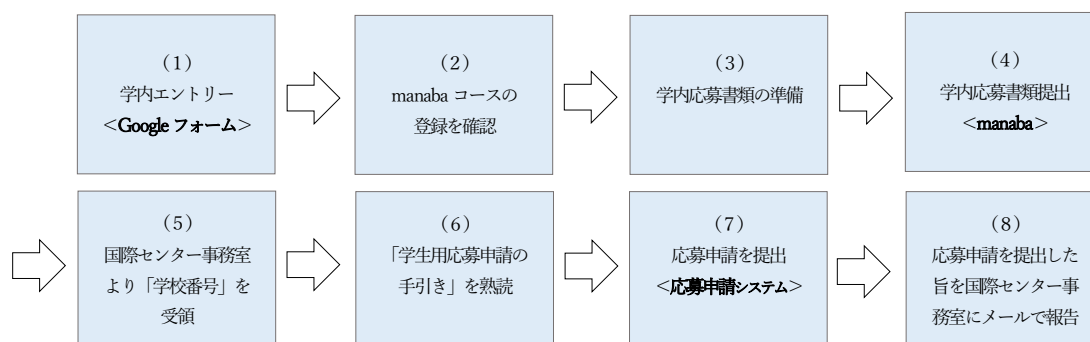 (1)
学内エントリー
<Google フォーム>
(2)
manaba コースの
登録を確認
(3)
学内応募書類の準備
(4)
学内応募書類提出
<manaba>
(5)
国際センター事務室
より「学校番号」を
受領
(6)
「学生用応募申請の
手引き」を熟読
(7)
応募申請を提出
<応募申請システム>
(8)
応募申請を提出した
旨を国際センター事
務室にメールで報告